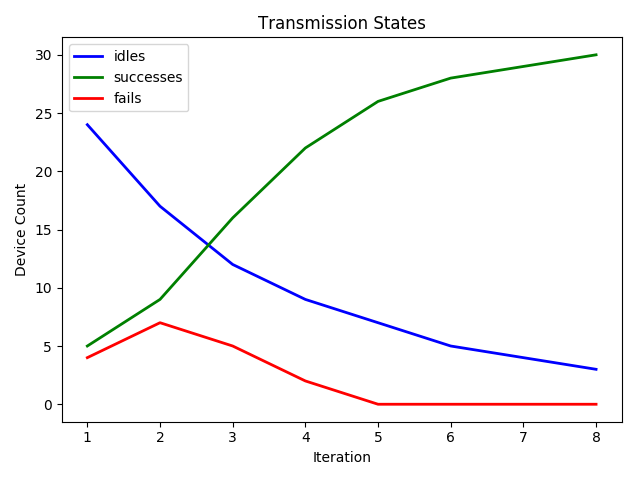 Transmission States
idles
successes
fails
Device Count
30
25
20
15
10
5
0
1 2 3 4 5 6 7 8
Iteration